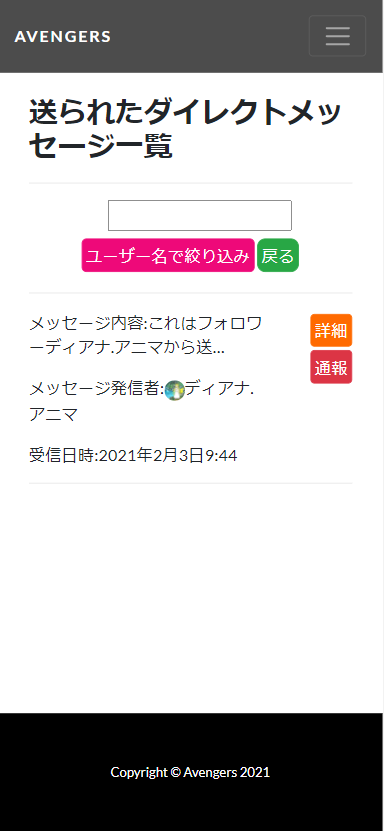 AVENGERS
送られたダイレクトメッ
セージ一覧
ユーザー名で絞り込み 戻る
メッセージ内容:これはフォロワ
ーディアナ.アニマから送...
詳細
通報
メッセージ発信者:ディアナ.
アニマ
受信日時:2021年2月3日9:44
Copyright © Avengers 2021